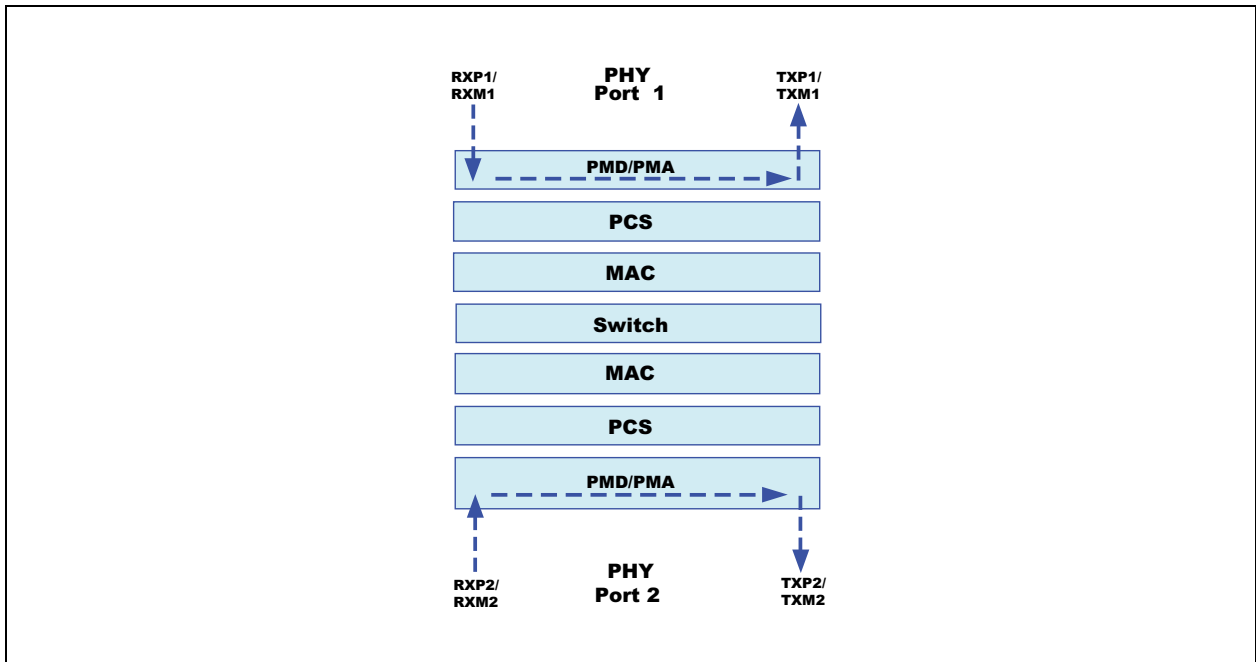 RXP1/
RXM1
PHY
Port 1
TXP1/
TXM1
PMD/PMA
PCS
MAC
Switch
MAC
PCS
PMD/PMA
RXP2/
RXM2
PHY
Port 2
TXP2/
TXM2